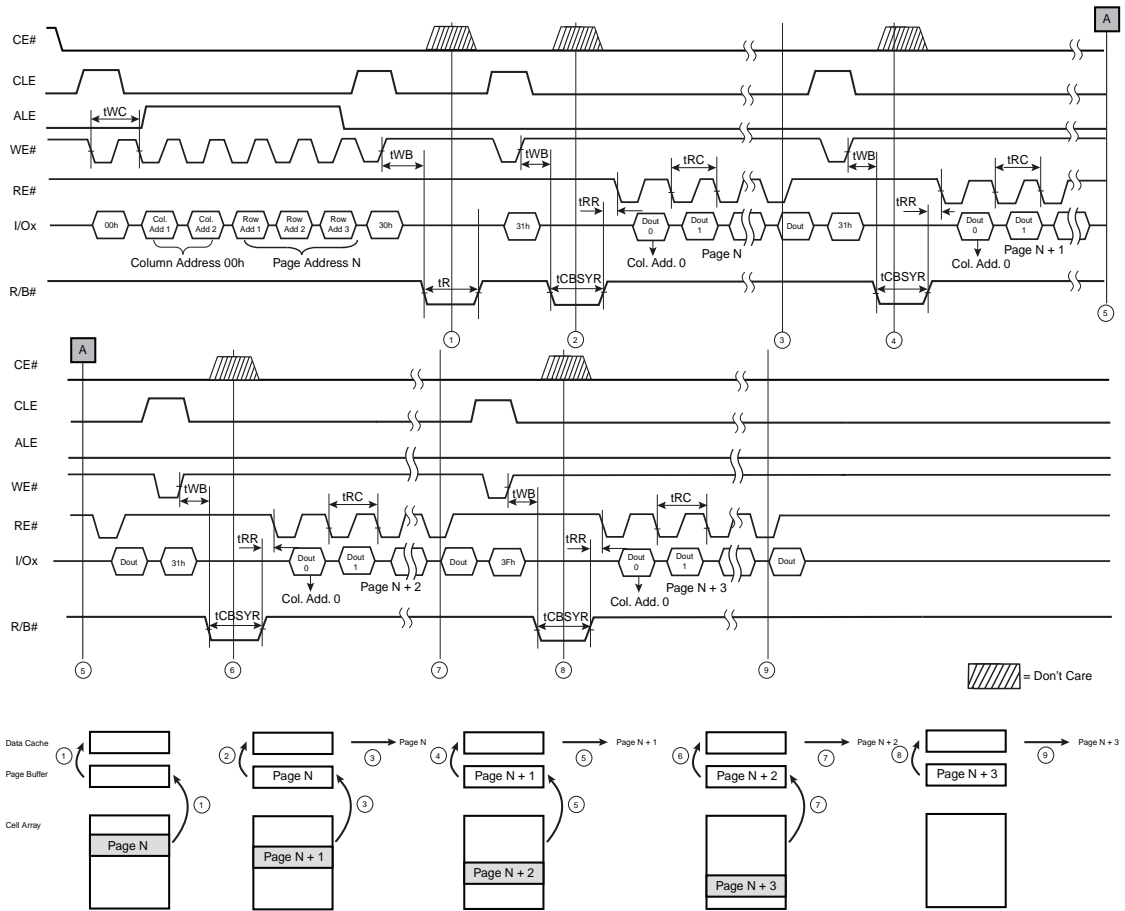 A
CE#
CLE
ALE
tWC
WE#
tWB
tWB
tWB
tRC
tRC
RE#
tRR
tRR
I/Ox
00h
Col. Add 1
Col. Add 2
Row Add 1
Row Add 2
Row Add 3
30h
31h
Dout 0
Dout 1
Dout
31h
Dout 0
Dout 1
Column Address 00h
Page Address N
Col. Add. 0
Page N
Col. Add. 0
Page N + 1
R/B#
tR
tCBSYR
tCBSYR
1
2
3
4
5
A
CE#
CLE
ALE
WE#
tWB
tWB
tRC
tRC
RE#
tRR
tRR
I/Ox
Dout
31h
Dout 0
Dout 1
Dout
3Fh
Dout 0
Dout 1
Dout
Page N + 2
Col. Add. 0
Page N + 3
Col. Add. 0
R/B#
tCBSYR
tCBSYR
5
6
7
8
9
= Don't Care
Data Cache
Page Buffer
Cell Array
1
1
Page N
2
Page N
3
Page N
3
Page N + 1
4
Page N + 1
5
Page N + 1
5
Page N + 2
6
Page N + 2
7
Page N + 2
7
Page N + 3
8
Page N + 3
9
Page N + 3